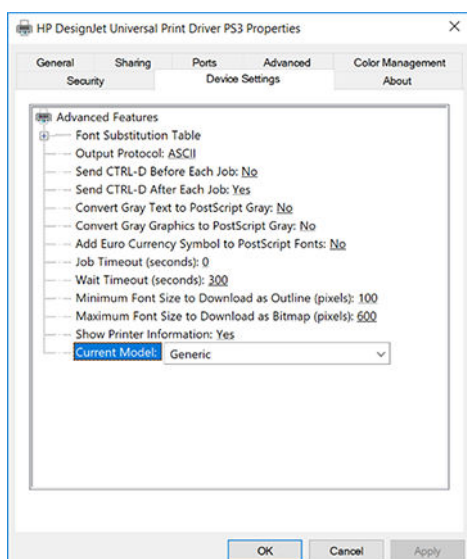 HP DesignJet Universal Print Driver PS3 Properties
General Sharing Ports Advanced Color Management
Security Device Settings About
Advanced Features
Font Substitution Table
Output Protocol: ASCII
Send CTRL-D Before Each Job: No
Send CTRL-D After Each Job: Yes
Convert Gray Text to PostScript Gray: No
Convert Gray Graphics to PostScript Gray: No
Add Euro Currency Symbol to PostScript Fonts: No
Job Timeout (seconds): 0
Wait Timeout (seconds): 300
Minimum Font Size to Download as Outline (pixels): 100
Maximum Font Size to Download as Bitmap (pixels): 600
Show Printer Information: Yes
Current Model: Generic
OK Cancel Apply